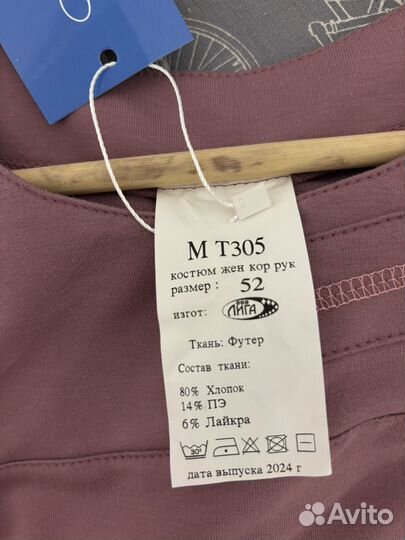 М Т305
костюм жен кор рук
размер : 52
изгот: ООО ЛИГА
Ткань: Футер
Состав ткани:
80% Хлопок
14% ПЭ
6% Лайкра
30°
дата выпуска 2024 г
Avito